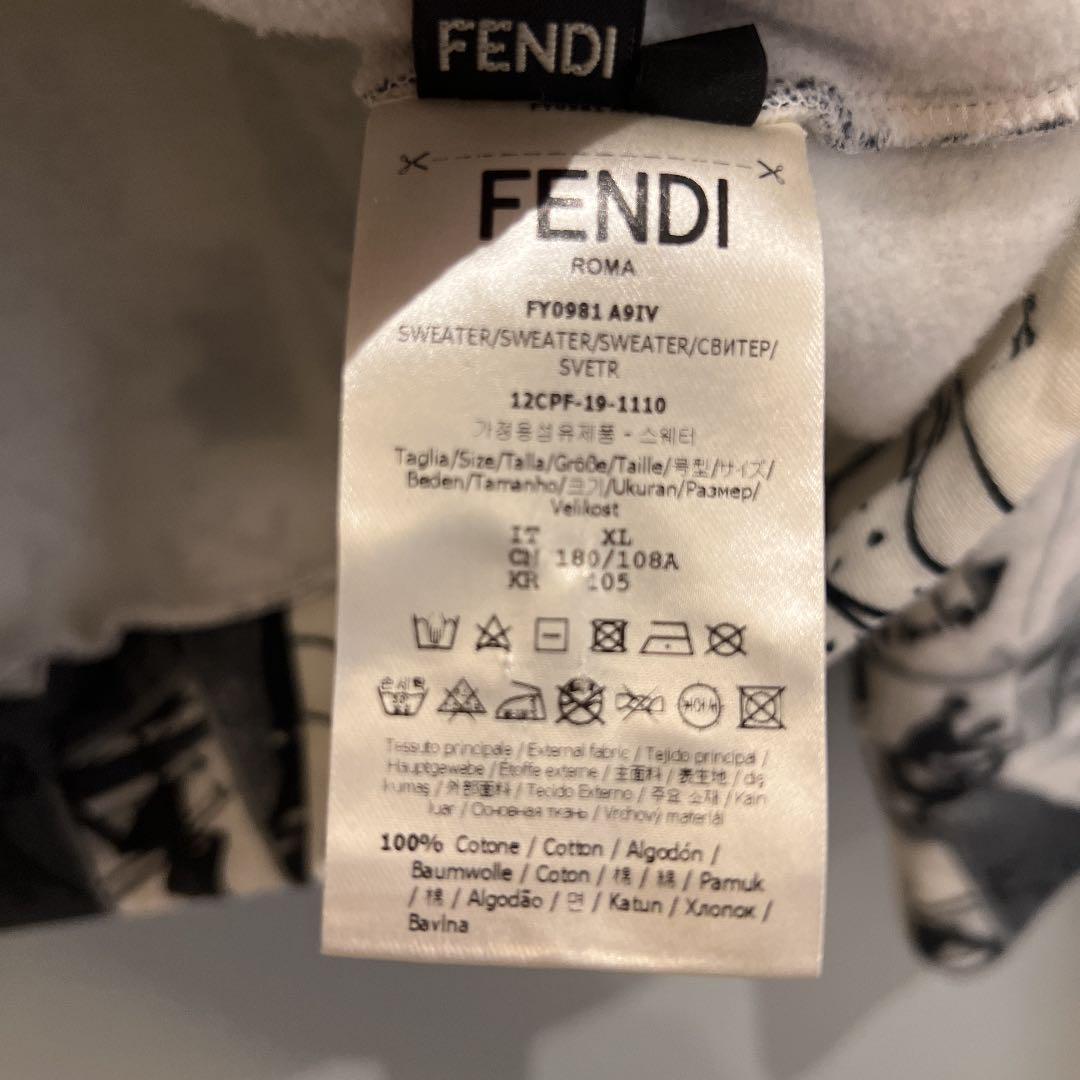 FENDI
FENDI
ROMA
FY0981 A9IV
SWEATER/SWEATER/SWEATER/СВИТЕР/
SVETR
12CPF-19-1110
가정용섬유제품 - 스웨터
Taglia/Size/Talla/Größe/Taille/号型/サイズ/
Beden/Tamanho/크기/Ukuran/Размер/
Velikost
IT XL
CN 180/108A
KR 105
손세탁
Tessuto principale / External fabric / Tejido principal /
Hauptgewebe / Étoffe externe / 主面料 / 表生地 / dış
kumaş / 外部面料 / Tecido Externo / 주요 소재 / Kain
luar / Основная ткань / Vrchový materiál
100% Cotone / Cotton / Algodón /
Baumwolle / Coton / 棉 / 綿 / Pamuk
/ 棉 / Algodão / 면 / Katun / Хлопок /
Bavlna